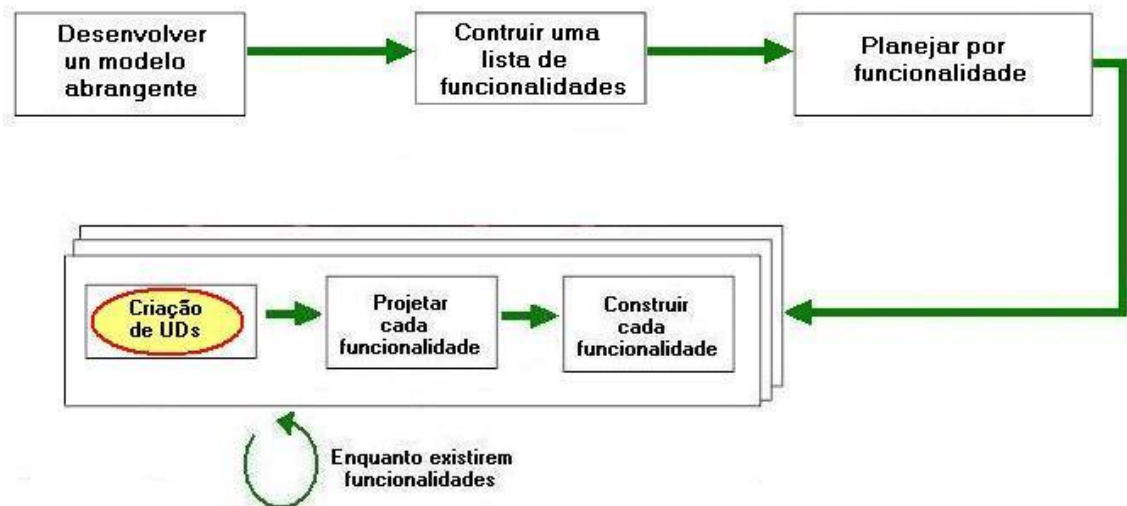 Desenvolver
un modelo
abrangente
Contruir uma
lista de
funcionalidades
Planejar por
funcionalidade
Criação
de UDs
Projetar
cada
funcionalidade
Construir
cada
funcionalidade
Enquanto existirem
funcionalidades